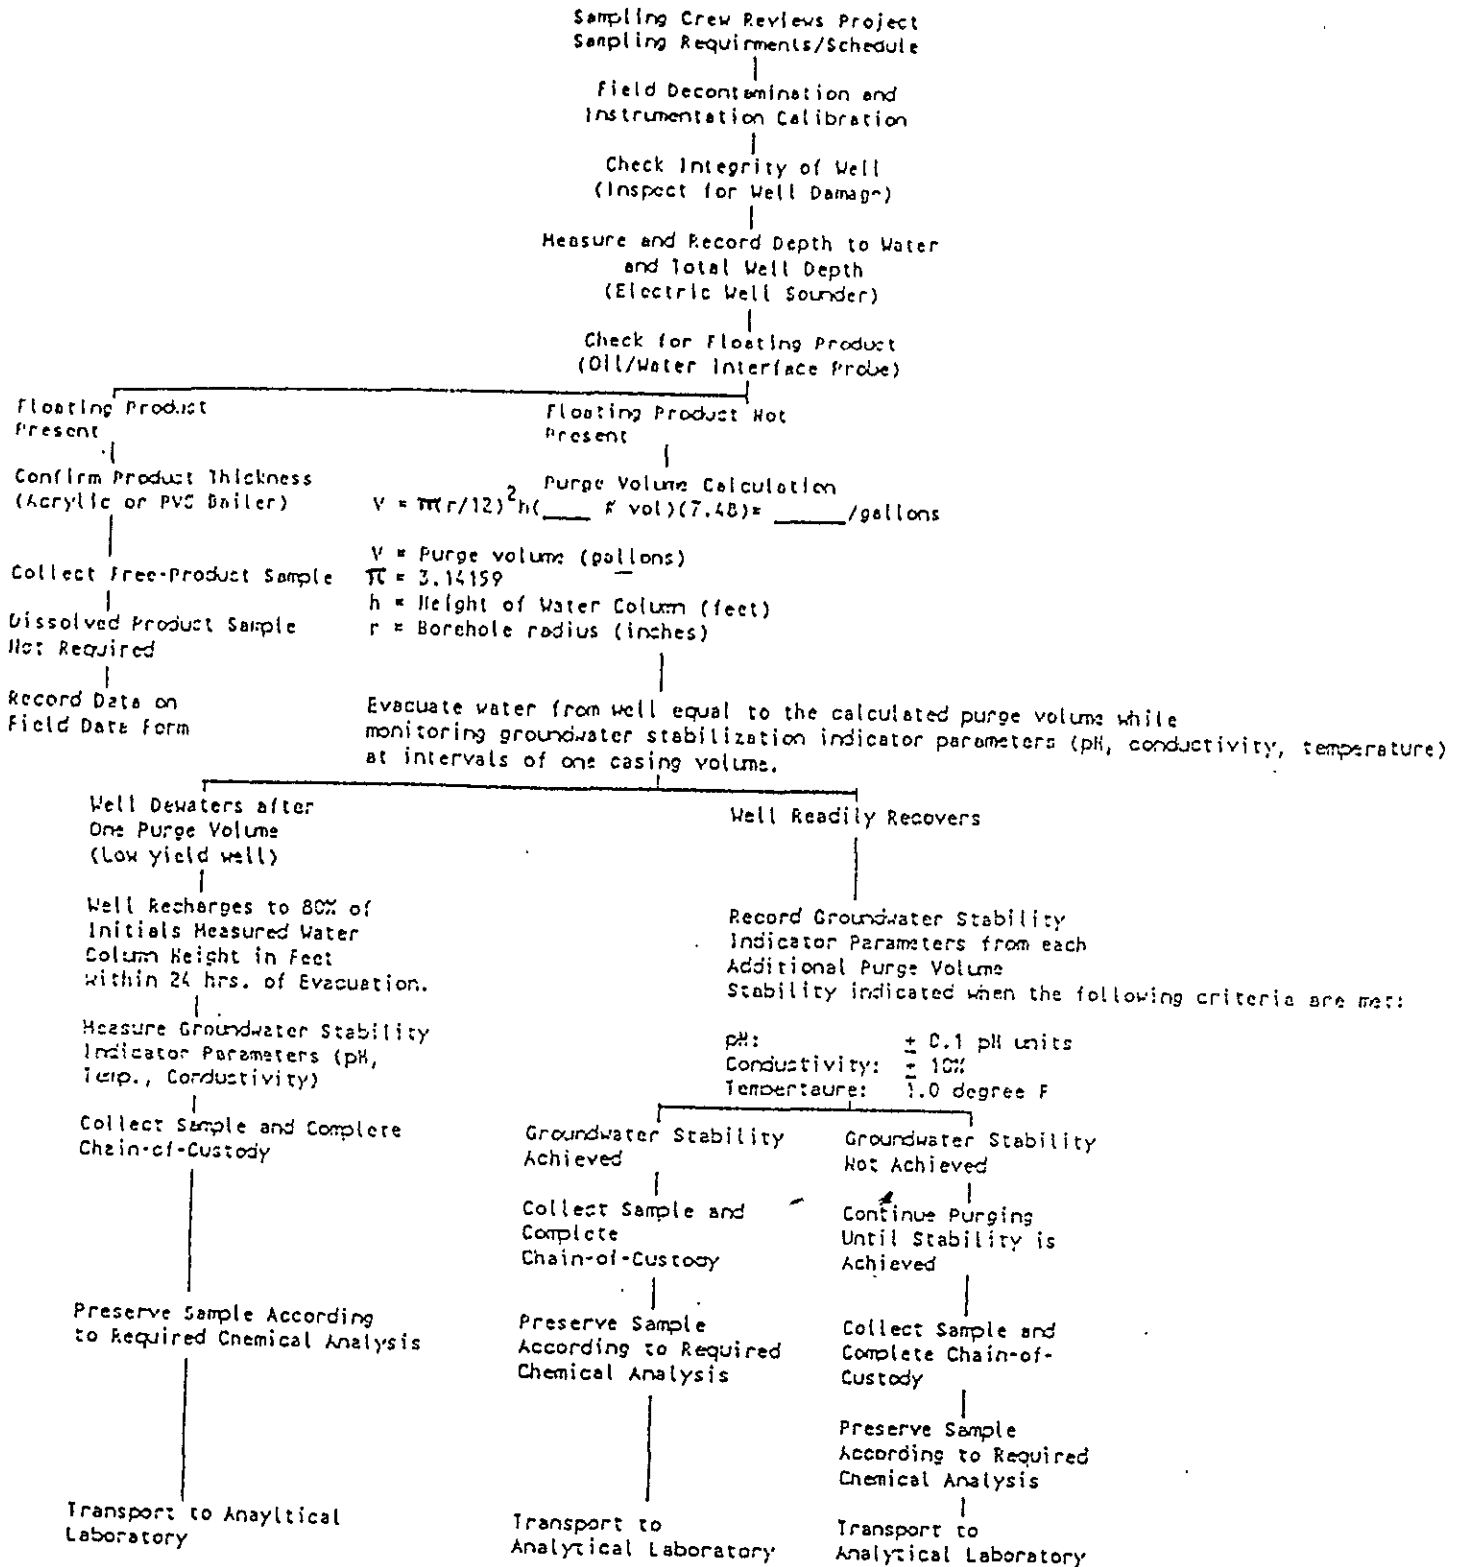 Sampling Crew Reviews Project
Sampling Requirments/Schedule
Field Decontamination and
Instrumentation Calibration
Check Integrity of Well
(Inspect for Well Damage)
Measure and Record Depth to Water
and Total Well Depth
(Electric Well Sounder)
Check for Floating Product
(Oil/Water Interface Probe)
Floating Product
Present
Confirm Product Thickness
(Acrylic or PVC Bailer)
Collect Free-Product Sample
Dissolved Product Sample
Not Required
Record Data on
Field Data Form
Floating Product Not
Present
Purge Volume Calculation
V = π(r/12)²h(____ # vol)(7.48)= ______/gallons
V = Purge volume (gallons)
π = 3.14159
h = Height of Water Column (feet)
r = Borehole radius (inches)
Evacuate water from well equal to the calculated purge volume while
monitoring groundwater stabilization indicator parameters (pH, conductivity, temperature)
at intervals of one casing volume.
Well Dewaters after
One Purge Volume
(Low yield well)
Well Recharges to 80% of
Initials Measured Water
Column Height in Feet
within 24 hrs. of Evacuation.
Measure Groundwater Stability
Indicator Parameters (pH,
Temp., Conductivity)
Collect Sample and Complete
Chain-of-Custody
Preserve Sample According
to Required Chemical Analysis
Transport to Anayltical
Laboratory
Well Readily Recovers
Record Groundwater Stability
Indicator Parameters from each
Additional Purge Volume
Stability indicated when the following criteria are met:
pH: ± 0.1 pH units
Conductivity: ± 10%
Tempertaure: 1.0 degree F
Groundwater Stability
Achieved
Collect Sample and
Complete
Chain-of-Custody
Preserve Sample
According to Required
Chemical Analysis
Transport to
Analytical Laboratory
Groundwater Stability
Not Achieved
Continue Purging
Until Stability is
Achieved
Collect Sample and
Complete Chain-of-
Custody
Preserve Sample
According to Required
Chemical Analysis
Transport to
Analytical Laboratory